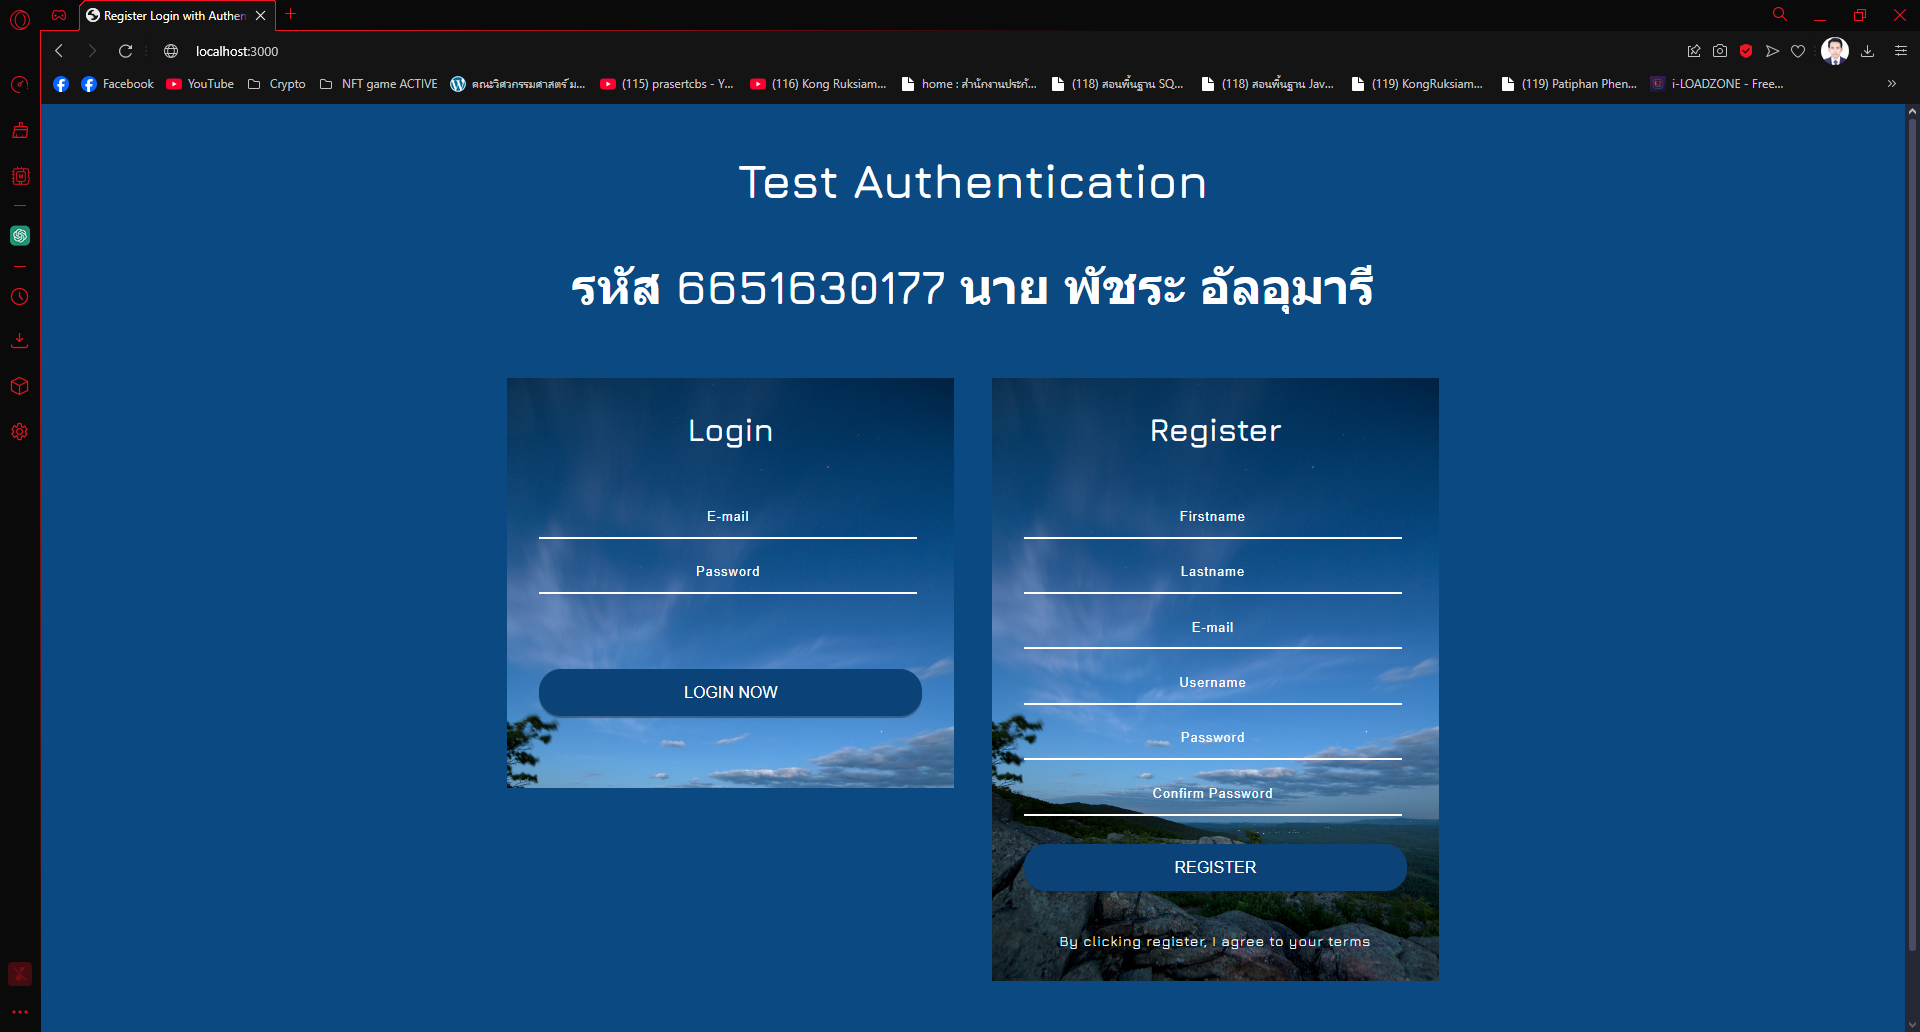 Register Login with Authen
localhost:3000
Facebook
YouTube
Crypto
NFT game ACTIVE
คณะวิศวกรรมศาสตร์ ม...
(115) prasertcbs - Y...
(116) Kong Ruksiam...
home : สำนักงานประกั...
(118) สอนพื้นฐาน SQ...
(118) สอนพื้นฐาน Jav...
(119) KongRuksiam...
(119) Patiphan Phen...
i-LOADZONE - Free...
Test Authentication
รหัส 6651630177 นาย พัชระ อัลอุมารี
Login
E-mail
Password
LOGIN NOW
Register
Firstname
Lastname
E-mail
Username
Password
Confirm Password
REGISTER
By clicking register, I agree to your terms